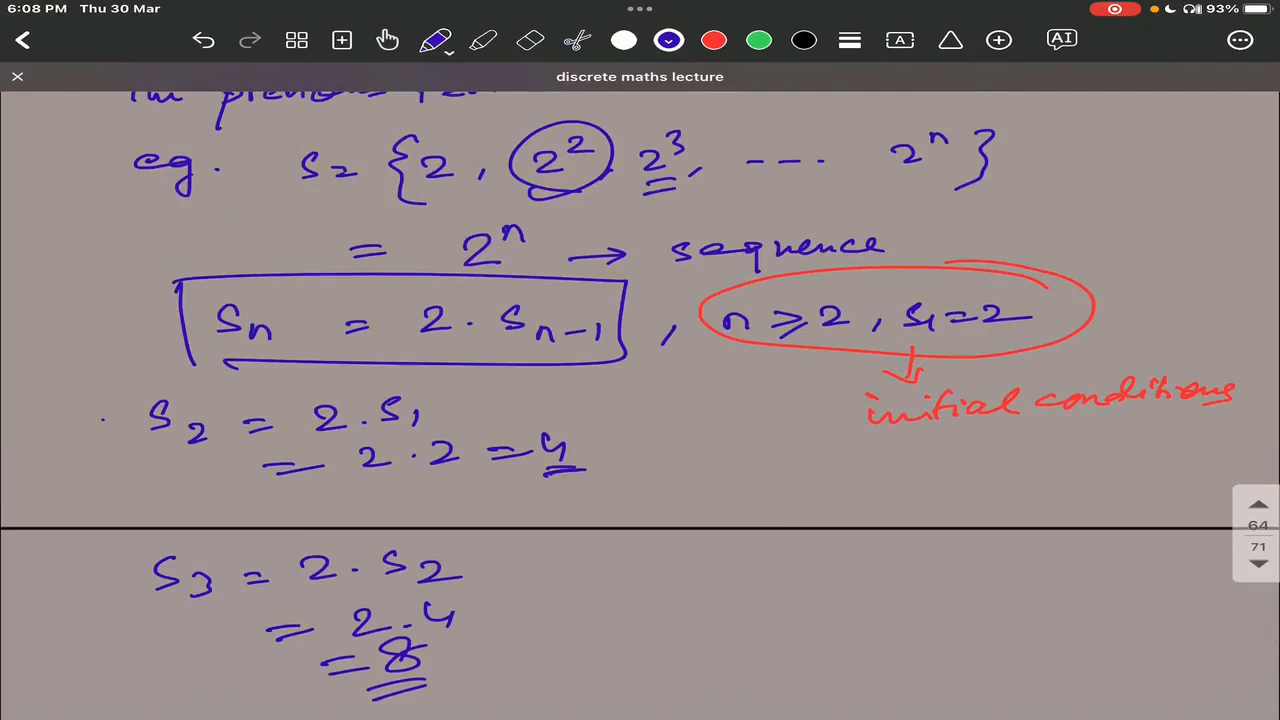 6:08 PM Thu 30 Mar
93%
A
AI
discrete maths lecture
eg. S = {2, 2², 2³, ---. 2ⁿ}
= 2ⁿ → sequence
Sₙ = 2 · Sₙ₋₁ , n ≥ 2, S₁ = 2
initial conditions
S₂ = 2 . S₁
= 2 . 2 = 4
64
71
S₃ = 2 . S₂
= 2 . 4
= 8